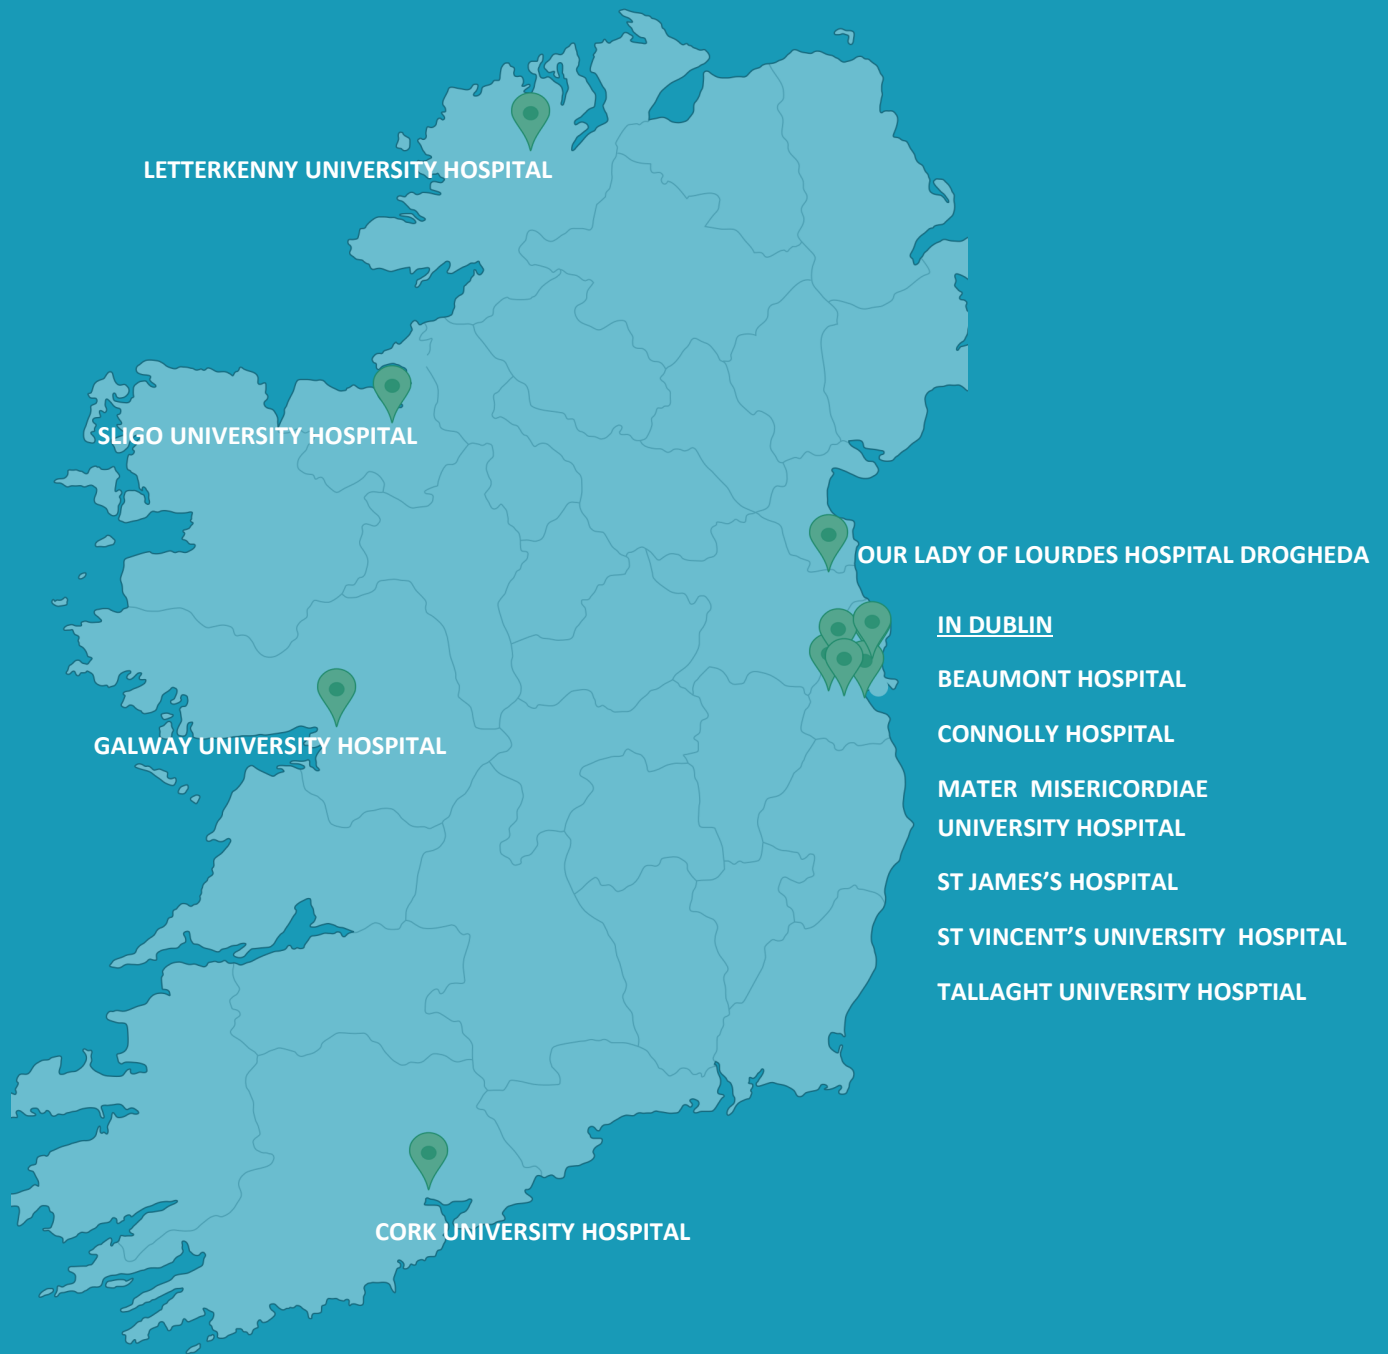 LETTERKENNY UNIVERSITY HOSPITAL
SLIGO UNIVERSITY HOSPITAL
OUR LADY OF LOURDES HOSPITAL DROGHEDA
IN DUBLIN
BEAUMONT HOSPITAL
CONNOLLY HOSPITAL
MATER  MISERICORDIAE
UNIVERSITY HOSPITAL
ST JAMES’S HOSPITAL
ST VINCENT’S UNIVERSITY  HOSPITAL
TALLAGHT UNIVERSITY HOSPTIAL
GALWAY UNIVERSITY HOSPITAL
CORK UNIVERSITY HOSPITAL